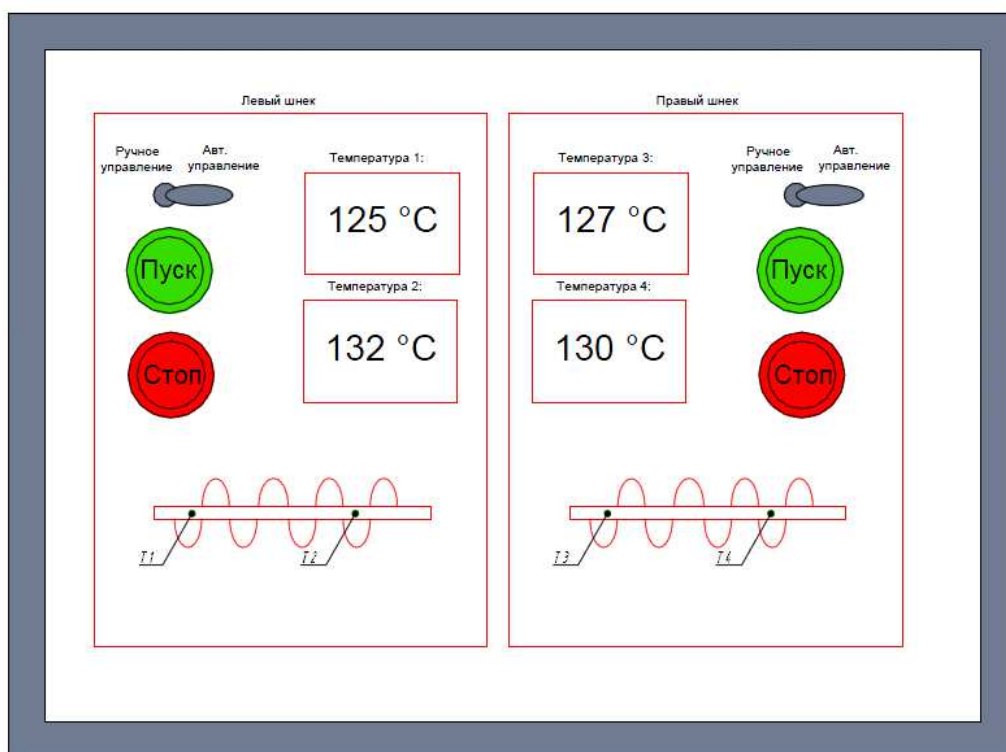 Левый шнек
Ручное
управление
Авт.
управление
Температура 1:
125 °C
Пуск
Температура 2:
132 °C
Стоп
T1
T2
Правый шнек
Температура 3:
127 °C
Ручное
управление
Авт.
управление
Пуск
Температура 4:
130 °C
Стоп
T3
T4